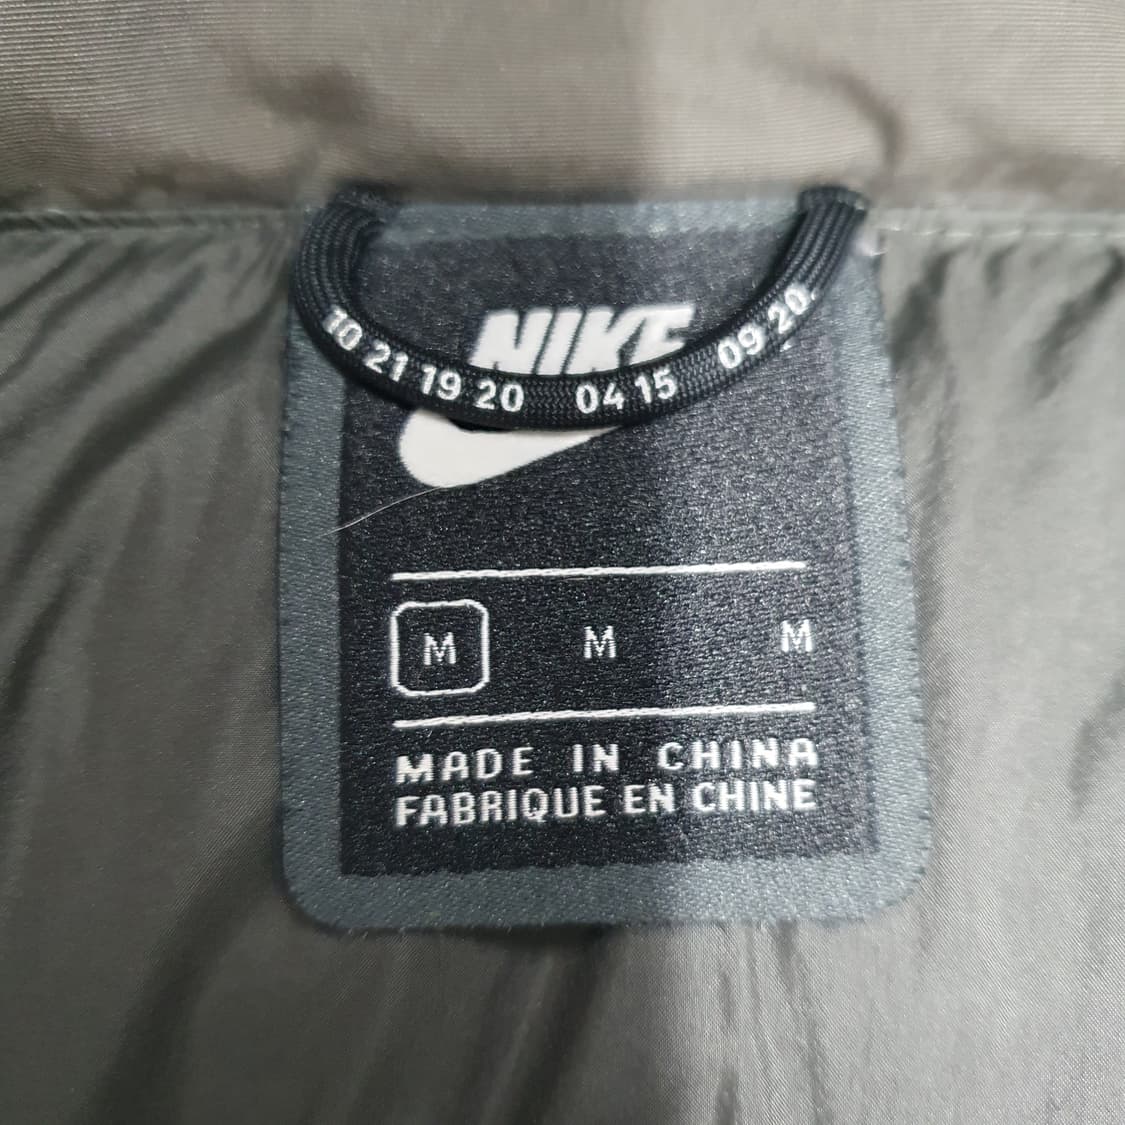 NIKE
10 21 19 20 04 15 09 20
M M M
MADE IN CHINA
FABRIQUE EN CHINE